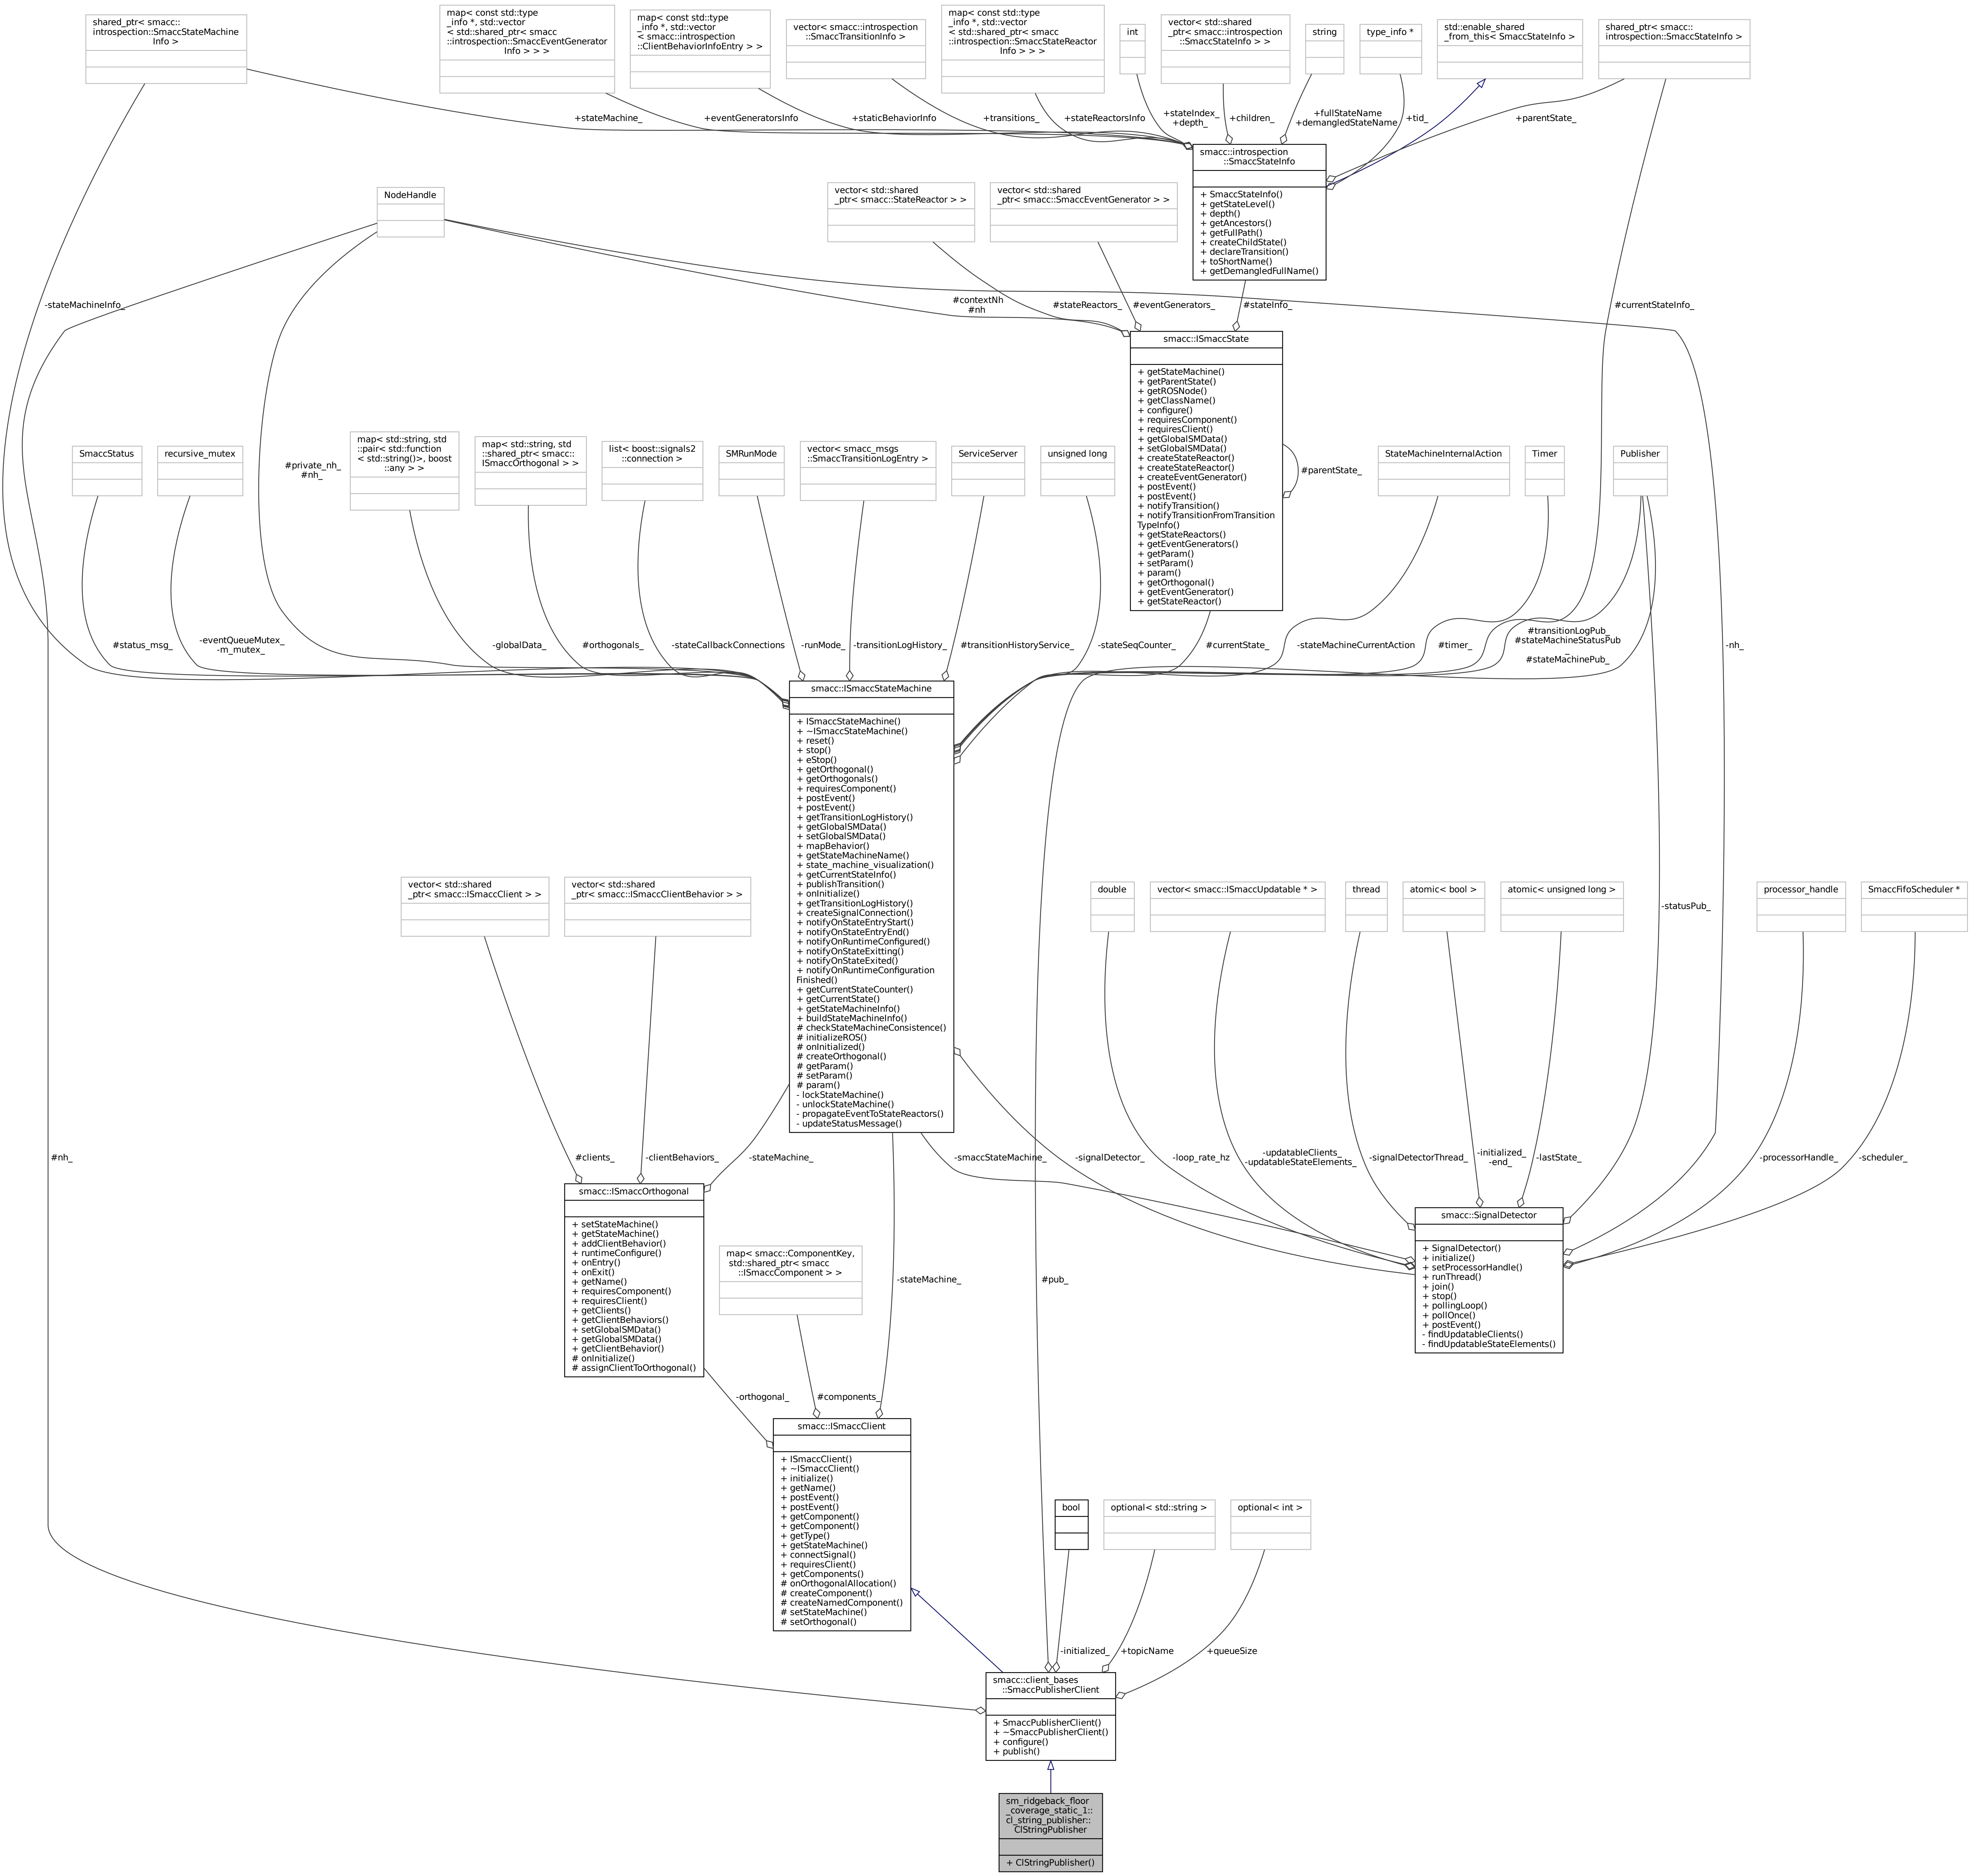 shared_ptr< smacc::
introspection::SmaccStateMachine
Info >
map< const std::type
_info *, std::vector
< std::shared_ptr< smacc
::introspection::SmaccEventGenerator
Info > > >
map< const std::type
_info *, std::vector
< smacc::introspection
::ClientBehaviorInfoEntry > >
vector< smacc::introspection
::SmaccTransitionInfo >
map< const std::type
_info *, std::vector
< std::shared_ptr< smacc
::introspection::SmaccStateReactor
Info > > >
int
vector< std::shared
_ptr< smacc::introspection
::SmaccStateInfo > >
string
type_info *
std::enable_shared
_from_this< SmaccStateInfo >
shared_ptr< smacc::
introspection::SmaccStateInfo >
+stateMachine_
+eventGeneratorsInfo
+staticBehaviorInfo
+transitions_
+stateReactorsInfo
+stateIndex_
+depth_
+children_
+fullStateName
+demangledStateName
+tid_
+parentState_
smacc::introspection
::SmaccStateInfo
+ SmaccStateInfo()
+ getStateLevel()
+ depth()
+ getAncestors()
+ getFullPath()
+ createChildState()
+ declareTransition()
+ toShortName()
+ getDemangledFullName()
NodeHandle
vector< std::shared
_ptr< smacc::StateReactor > >
vector< std::shared
_ptr< smacc::SmaccEventGenerator > >
-stateMachineInfo_
#contextNh
#nh
#stateReactors_
#eventGenerators_
#stateInfo_
#currentStateInfo_
smacc::ISmaccState
+ getStateMachine()
+ getParentState()
+ getROSNode()
+ getClassName()
+ configure()
+ requiresComponent()
+ requiresClient()
+ getGlobalSMData()
+ setGlobalSMData()
+ createStateReactor()
+ createStateReactor()
+ createEventGenerator()
+ postEvent()
+ postEvent()
+ notifyTransition()
+ notifyTransitionFromTransition
TypeInfo()
+ getStateReactors()
+ getEventGenerators()
+ getParam()
+ setParam()
+ param()
+ getOrthogonal()
+ getEventGenerator()
+ getStateReactor()
#parentState_
SmaccStatus
recursive_mutex
#private_nh_
#nh_
map< std::string, std
::pair< std::function
< std::string()>, boost
::any > >
map< std::string, std
::shared_ptr< smacc::
ISmaccOrthogonal > >
list< boost::signals2
::connection >
SMRunMode
vector< smacc_msgs
::SmaccTransitionLogEntry >
ServiceServer
unsigned long
StateMachineInternalAction
Timer
Publisher
#status_msg_
-eventQueueMutex_
-m_mutex_
-globalData_
#orthogonals_
-stateCallbackConnections
-runMode_
-transitionLogHistory_
#transitionHistoryService_
-stateSeqCounter_
#currentState_
-stateMachineCurrentAction
#timer_
#transitionLogPub_
#stateMachineStatusPub
_
#stateMachinePub_
-nh_
smacc::ISmaccStateMachine
+ ISmaccStateMachine()
+ ~ISmaccStateMachine()
+ reset()
+ stop()
+ eStop()
+ getOrthogonal()
+ getOrthogonals()
+ requiresComponent()
+ postEvent()
+ postEvent()
+ getTransitionLogHistory()
+ getGlobalSMData()
+ setGlobalSMData()
+ mapBehavior()
+ getStateMachineName()
+ state_machine_visualization()
+ getCurrentStateInfo()
+ publishTransition()
+ onInitialize()
+ getTransitionLogHistory()
+ createSignalConnection()
+ notifyOnStateEntryStart()
+ notifyOnStateEntryEnd()
+ notifyOnRuntimeConfigured()
+ notifyOnStateExitting()
+ notifyOnStateExited()
+ notifyOnRuntimeConfiguration
Finished()
+ getCurrentStateCounter()
+ getCurrentState()
+ getStateMachineInfo()
+ buildStateMachineInfo()
# checkStateMachineConsistence()
# initializeROS()
# onInitialized()
# createOrthogonal()
# getParam()
# setParam()
# param()
- lockStateMachine()
- unlockStateMachine()
- propagateEventToStateReactors()
- updateStatusMessage()
vector< std::shared
_ptr< smacc::ISmaccClient > >
vector< std::shared
_ptr< smacc::ISmaccClientBehavior > >
double
vector< smacc::ISmaccUpdatable * >
thread
atomic< bool >
atomic< unsigned long >
-statusPub_
processor_handle
SmaccFifoScheduler *
#nh_
#clients_
-clientBehaviors_
-stateMachine_
-smaccStateMachine_
-signalDetector_
-loop_rate_hz
-updatableClients_
-updatableStateElements_
-signalDetectorThread_
-initialized_
-end_
-lastState_
-processorHandle_
-scheduler_
smacc::ISmaccOrthogonal
+ setStateMachine()
+ getStateMachine()
+ addClientBehavior()
+ runtimeConfigure()
+ onEntry()
+ onExit()
+ getName()
+ requiresComponent()
+ requiresClient()
+ getClients()
+ getClientBehaviors()
+ setGlobalSMData()
+ getGlobalSMData()
+ getClientBehavior()
# onInitialize()
# assignClientToOrthogonal()
smacc::SignalDetector
+ SignalDetector()
+ initialize()
+ setProcessorHandle()
+ runThread()
+ join()
+ stop()
+ pollingLoop()
+ pollOnce()
+ postEvent()
- findUpdatableClients()
- findUpdatableStateElements()
map< smacc::ComponentKey,
std::shared_ptr< smacc
::ISmaccComponent > >
-stateMachine_
#pub_
-orthogonal_
#components_
smacc::ISmaccClient
+ ISmaccClient()
+ ~ISmaccClient()
+ initialize()
+ getName()
+ postEvent()
+ postEvent()
+ getComponent()
+ getComponent()
+ getType()
+ getStateMachine()
+ connectSignal()
+ requiresClient()
+ getComponents()
# onOrthogonalAllocation()
# createComponent()
# createNamedComponent()
# setStateMachine()
# setOrthogonal()
bool
optional< std::string >
optional< int >
-initialized_
+topicName
+queueSize
smacc::client_bases
::SmaccPublisherClient
+ SmaccPublisherClient()
+ ~SmaccPublisherClient()
+ configure()
+ publish()
sm_ridgeback_floor
_coverage_static_1::
cl_string_publisher::
ClStringPublisher
+ ClStringPublisher()